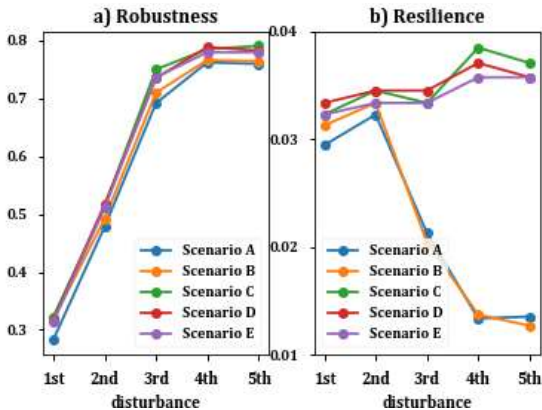 a) Robustness
0.8
0.7
0.6
0.5
0.4
0.3
Scenario A
Scenario B
Scenario C
Scenario D
Scenario E
1st 2nd 3rd 4th 5th
disturbance
b) Resilience
0.04
0.03
0.02
0.01
Scenario A
Scenario B
Scenario C
Scenario D
Scenario E
1st 2nd 3rd 4th 5th
disturbance